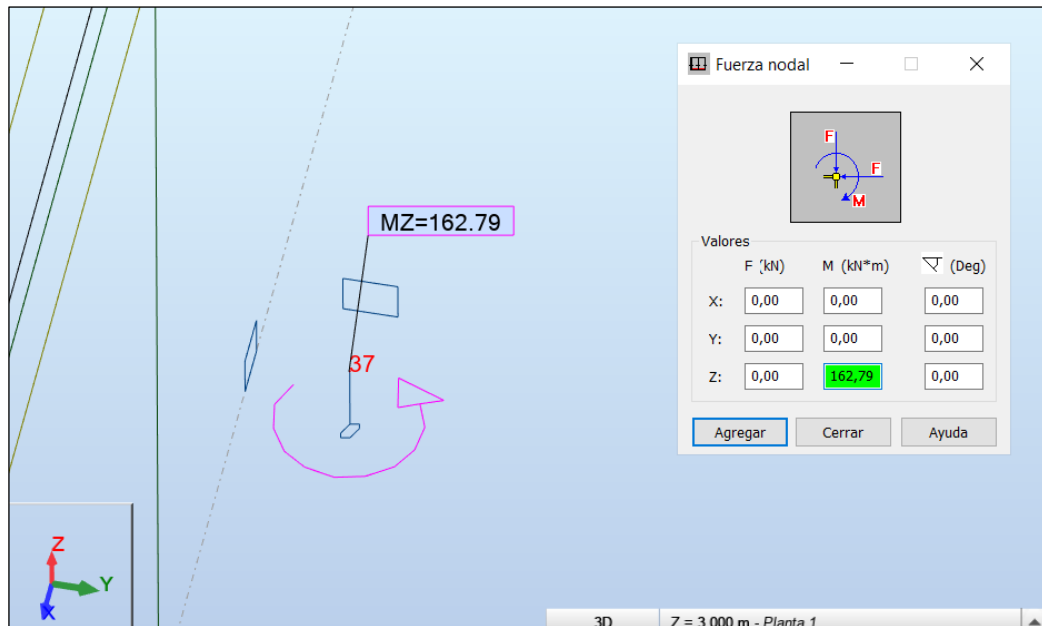 Fuerza nodal
F
F
M
MZ=162.79
37
Valores
F (kN) M (kN*m) (Deg)
X: 0,00 0,00 0,00
Y: 0,00 0,00 0,00
Z: 0,00 162,79 0,00
Agregar Cerrar Ayuda
Z
Y
X
3D Z = 3,000 m - Planta 1